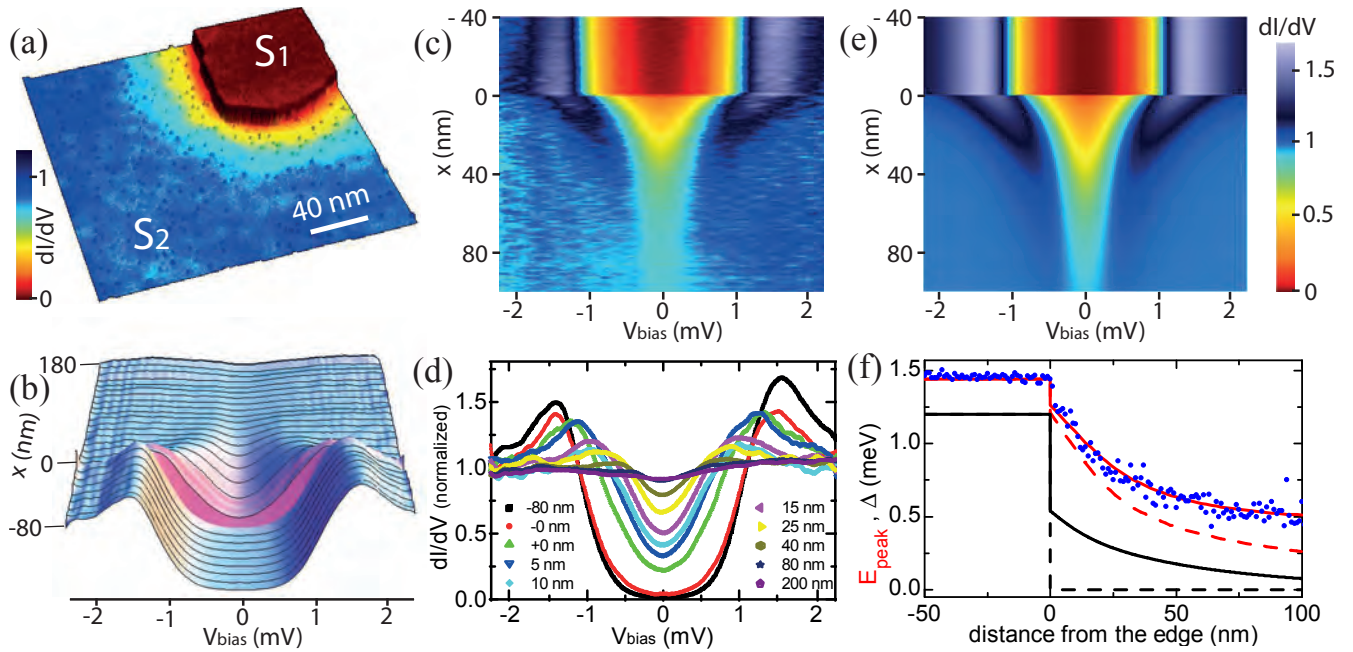 (a)
S1
S2
40 nm
dI/dV
1
0
(b)
180
0
-80
x (nm)
-2
-1
0
1
2
Vbias (mV)
(c)
- 40
0
40
80
x (nm)
-2
-1
0
1
2
Vbias (mV)
(d)
dI/dV (normalized)
1.5
1.0
0.5
0.0
-80 nm
-0 nm
+0 nm
5 nm
10 nm
15 nm
25 nm
40 nm
80 nm
200 nm
-2
-1
0
1
2
Vbias (mV)
(e)
- 40
0
40
80
x (nm)
-2
-1
0
1
2
Vbias (mV)
dI/dV
1.5
1
0.5
0
(f)
Epeak , Δ (meV)
1.5
1.0
0.5
0.0
-50
0
50
100
distance from the edge (nm)